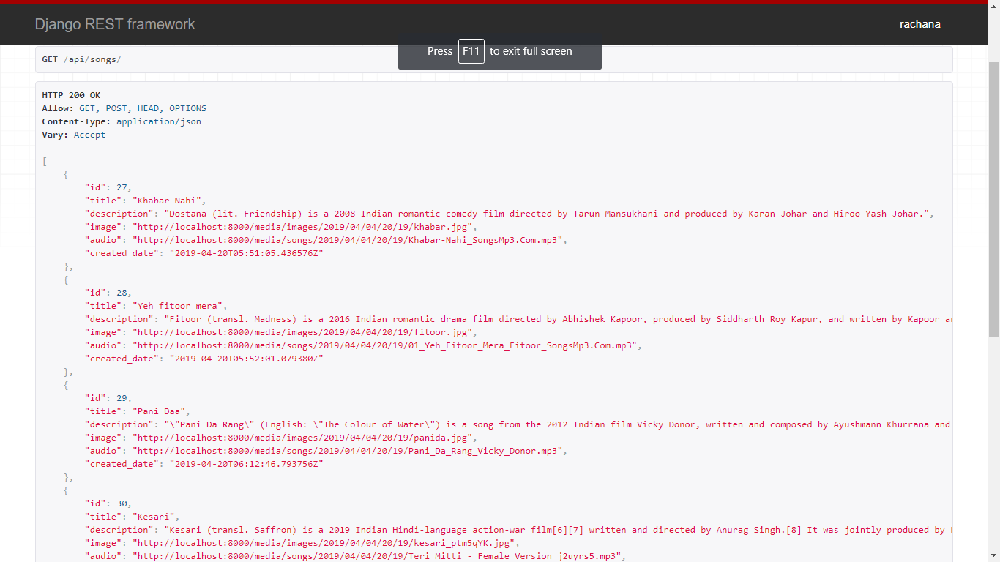 Django REST framework
rachana
Press F11 to exit full screen
GET /api/songs/
HTTP 200 OK
Allow: GET, POST, HEAD, OPTIONS
Content-Type: application/json
Vary: Accept
[
{
"id": 27,
"title": "Khabar Nahi",
"description": "Dostana (lit. Friendship) is a 2008 Indian romantic comedy film directed by Tarun Mansukhani and produced by Karan Johar and Hiroo Yash Johar.",
"image": "http://localhost:8000/media/images/2019/04/04/20/19/khabar.jpg",
"audio": "http://localhost:8000/media/songs/2019/04/04/20/19/Khabar-Nahi_SongsMp3.Com.mp3",
"created_date": "2019-04-20T05:51:05.436576Z"
},
{
"id": 28,
"title": "Yeh fitoor mera",
"description": "Fitoor (transl. Madness) is a 2016 Indian romantic drama film directed by Abhishek Kapoor, produced by Siddharth Roy Kapur, and written by Kapoor
"image": "http://localhost:8000/media/images/2019/04/04/20/19/fitoor.jpg",
"audio": "http://localhost:8000/media/songs/2019/04/04/20/19/01_Yeh_Fitoor_Mera_Fitoor_SongsMp3.Com.mp3",
"created_date": "2019-04-20T05:52:01.079380Z"
},
{
"id": 29,
"title": "Pani Daa",
"description": "\"Pani Da Rang\" (English: \"The Colour of Water\") is a song from the 2012 Indian film Vicky Donor, written and composed by Ayushmann Khurrana and
"image": "http://localhost:8000/media/images/2019/04/04/20/19/panida.jpg",
"audio": "http://localhost:8000/media/songs/2019/04/04/20/19/Pani_Da_Rang_Vicky_Donor.mp3",
"created_date": "2019-04-20T06:12:46.793756Z"
},
{
"id": 30,
"title": "Kesari",
"description": "Kesari (transl. Saffron) is a 2019 Indian Hindi-language action-war film[6][7] written and directed by Anurag Singh.[8] It was jointly produced by
"image": "http://localhost:8000/media/images/2019/04/04/20/19/kesari_ptm5qYK.jpg",
"audio": "http://localhost:8000/media/songs/2019/04/04/20/19/Teri_Mitti_-_Female_Version_j2uyrs5.mp3",